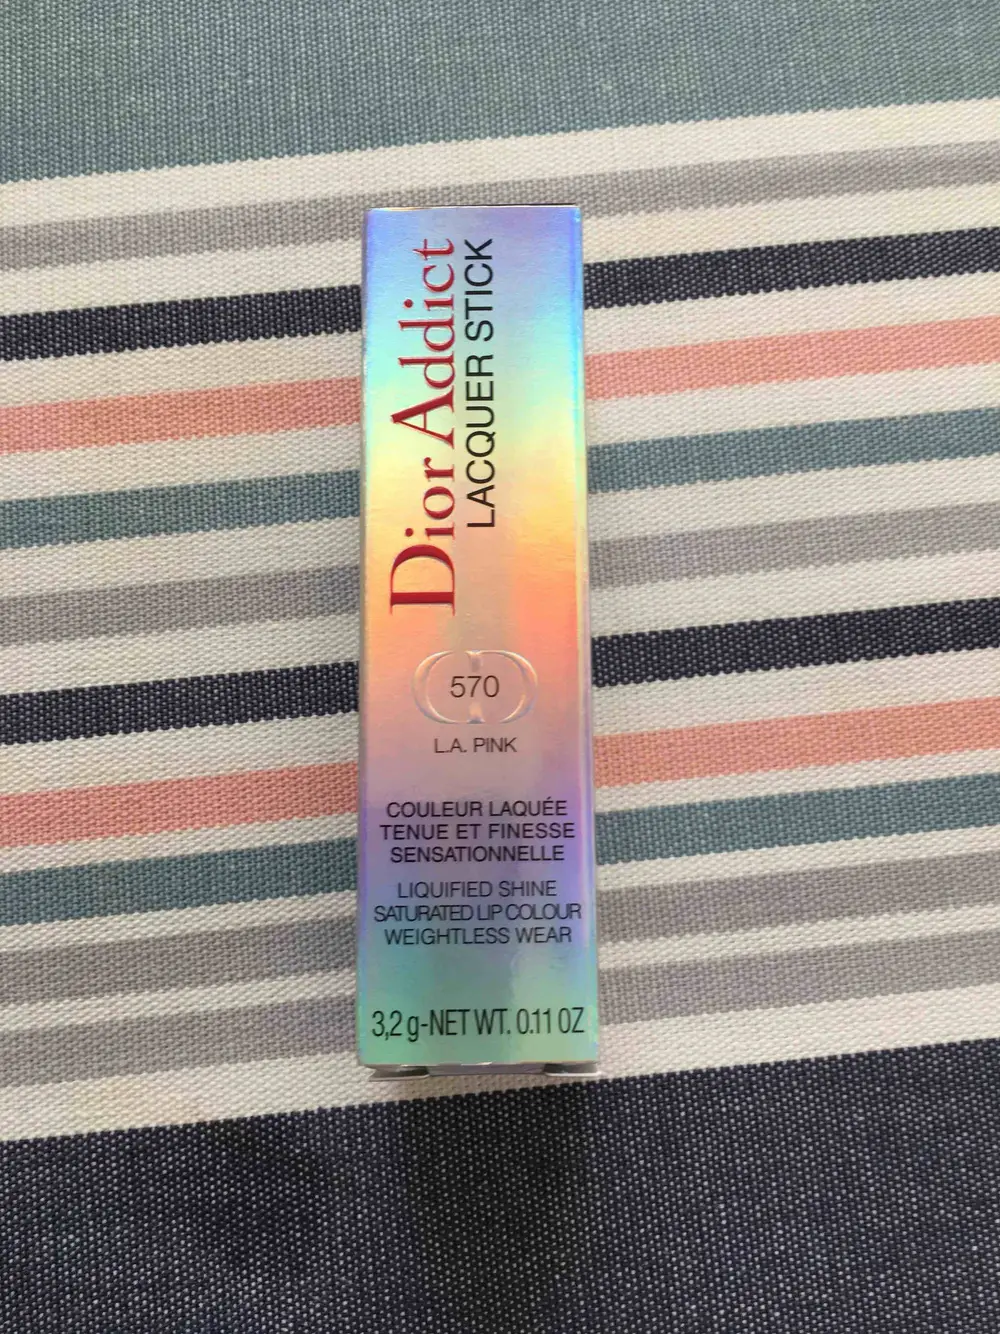 Dior Addict
LACQUER STICK
570
L.A. PINK
COULEUR LAQUÉE
TENUE ET FINESSE
SENSATIONNELLE
LIQUIFIED SHINE
SATURATED LIP COLOUR
WEIGHTLESS WEAR
3,2 g-NET WT. 0.11 OZ